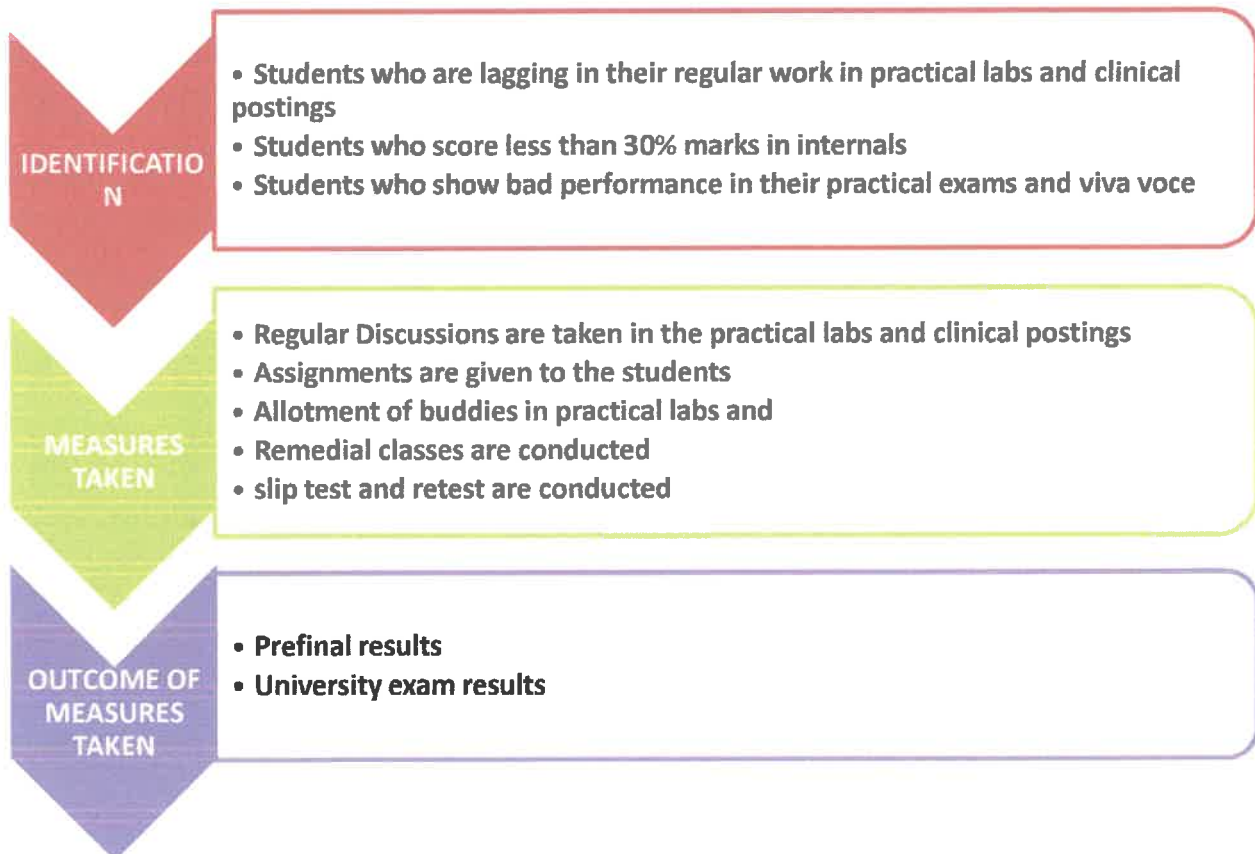 IDENTIFICATIO
N
• Students who are lagging in their regular work in practical labs and clinical
postings
• Students who score less than 30% marks in internals
• Students who show bad performance in their practical exams and viva voce
MEASURES
TAKEN
• Regular Discussions are taken in the practical labs and clinical postings
• Assignments are given to the students
• Allotment of buddies in practical labs and
• Remedial classes are conducted
• slip test and retest are conducted
OUTCOME OF
MEASURES
TAKEN
• Prefinal results
• University exam results